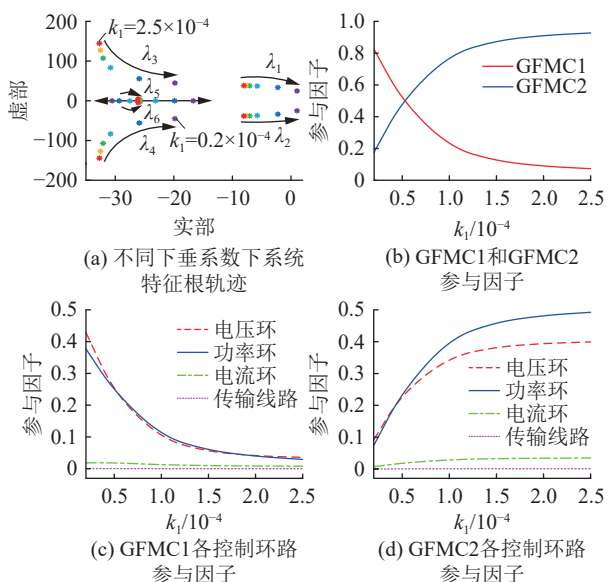 200
100
0
−100
−200
虚部
k₁=2.5×10⁻⁴
λ₃
λ₅
λ₆
λ₄
λ₁
λ₂
k₁=0.2×10⁻⁴
−30
−20
−10
0
实部
(a) 不同下垂系数下系统
特征根轨迹
1.0
0.8
0.6
0.4
0.2
0
参与因子
GFMC1
GFMC2
0.5
1.0
1.5
2.0
2.5
k₁/10⁻⁴
(b) GFMC1和GFMC2
参与因子
0.5
0.4
0.3
0.2
0.1
0
参与因子
电压环
功率环
电流环
传输线路
0.5
1.0
1.5
2.0
2.5
k₁/10⁻⁴
(c) GFMC1各控制环路
参与因子
0.5
0.4
0.3
0.2
0.1
0
参与因子
电压环
功率环
电流环
传输线路
0.5
1.0
1.5
2.0
2.5
k₁/10⁻⁴
(d) GFMC2各控制环路
参与因子